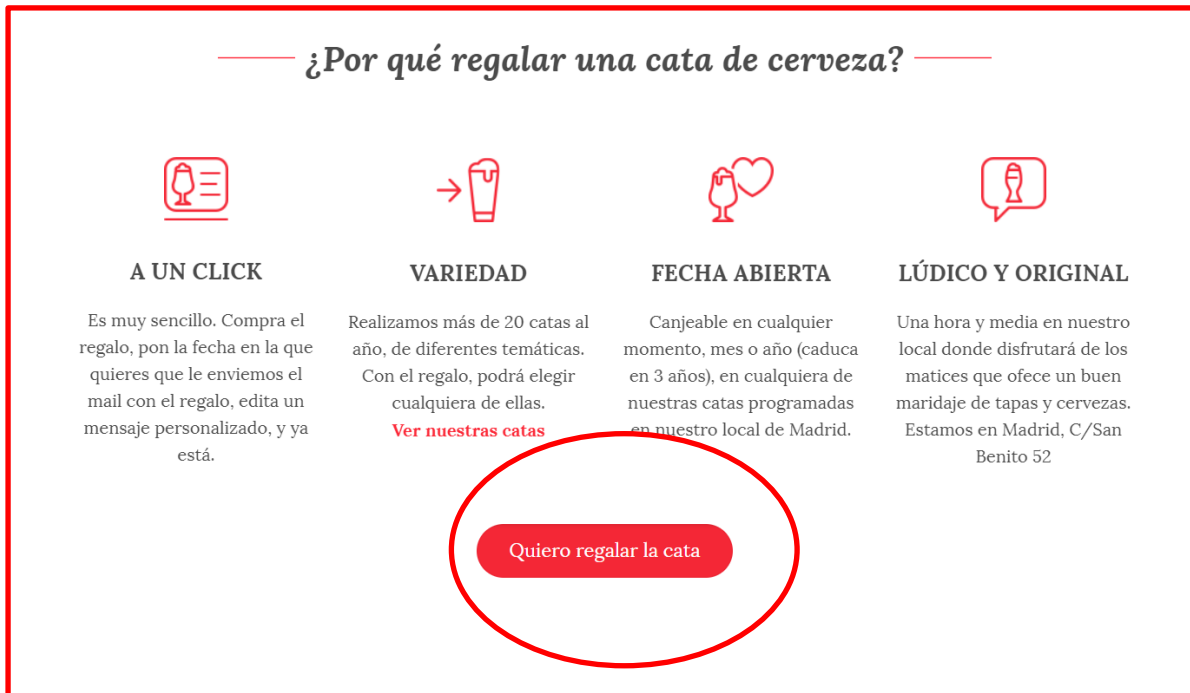 ¿Por qué regalar una cata de cerveza?
A UN CLICK
Es muy sencillo. Compra el
regalo, pon la fecha en la que
quieres que le enviemos el
mail con el regalo, edita un
mensaje personalizado, y ya
está.
VARIEDAD
Realizamos más de 20 catas al
año, de diferentes temáticas.
Con el regalo, podrá elegir
cualquiera de ellas.
Ver nuestras catas
FECHA ABIERTA
Canjeable en cualquier
momento, mes o año (caduca
en 3 años), en cualquiera de
nuestras catas programadas
en nuestro local de Madrid.
LÚDICO Y ORIGINAL
Una hora y media en nuestro
local donde disfrutará de los
matices que ofece un buen
maridaje de tapas y cervezas.
Estamos en Madrid, C/San
Benito 52
Quiero regalar la cata